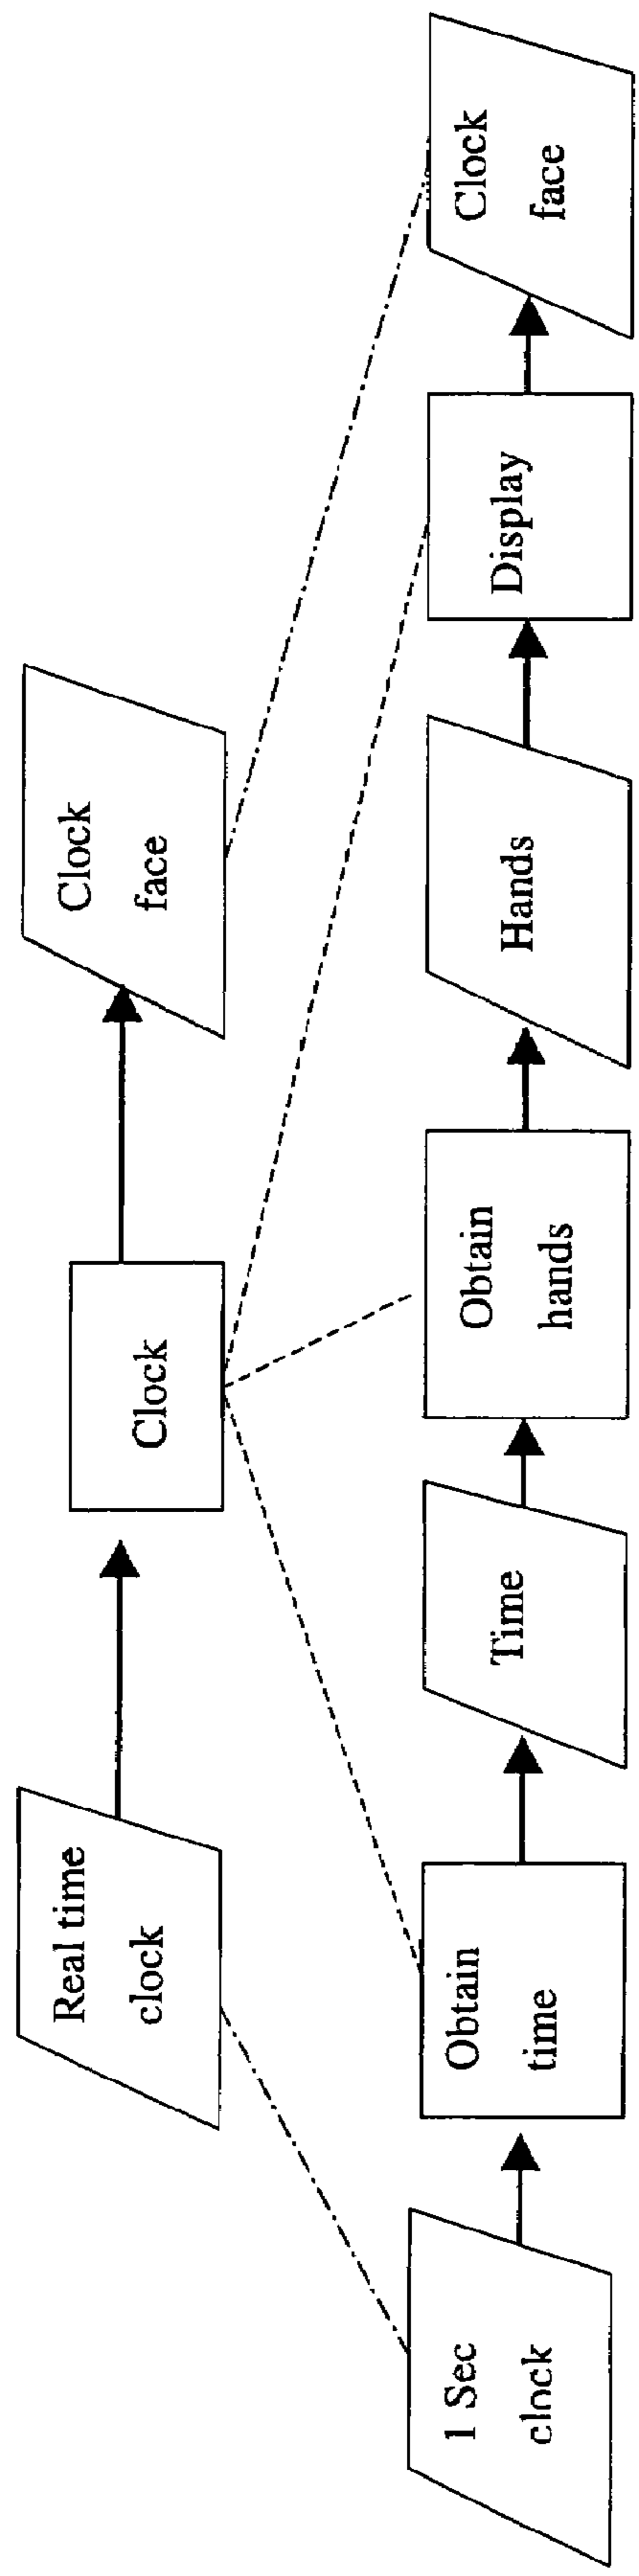 Real time
clock
Clock
Clock
face
1 Sec
clock
Obtain
time
Time
Obtain
hands
Hands
Display
Clock
face